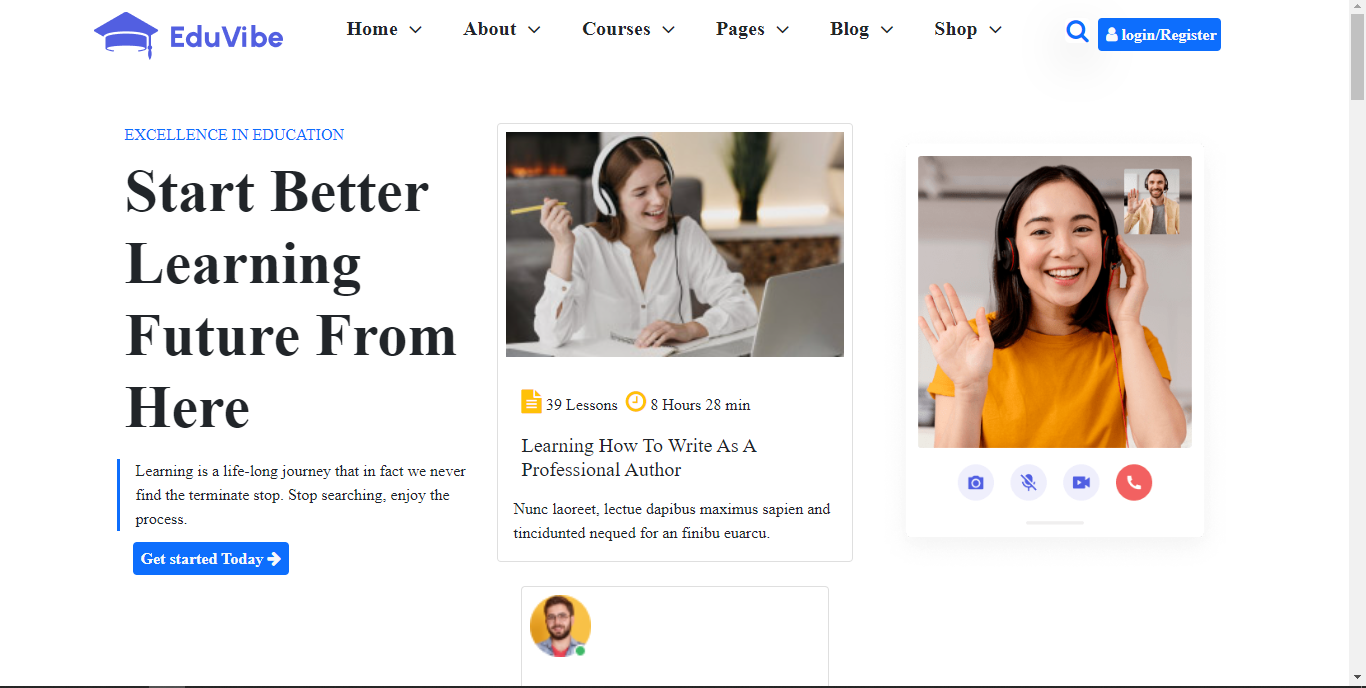 EduVibe
Home About Courses Pages Blog Shop login/Register
EXCELLENCE IN EDUCATION
Start Better
Learning
Future From
Here
Learning is a life-long journey that in fact we never
find the terminate stop. Stop searching, enjoy the
process.
Get started Today
39 Lessons 8 Hours 28 min
Learning How To Write As A
Professional Author
Nunc laoreet, lectue dapibus maximus sapien and
tincidunted nequed for an finibu euarcu.